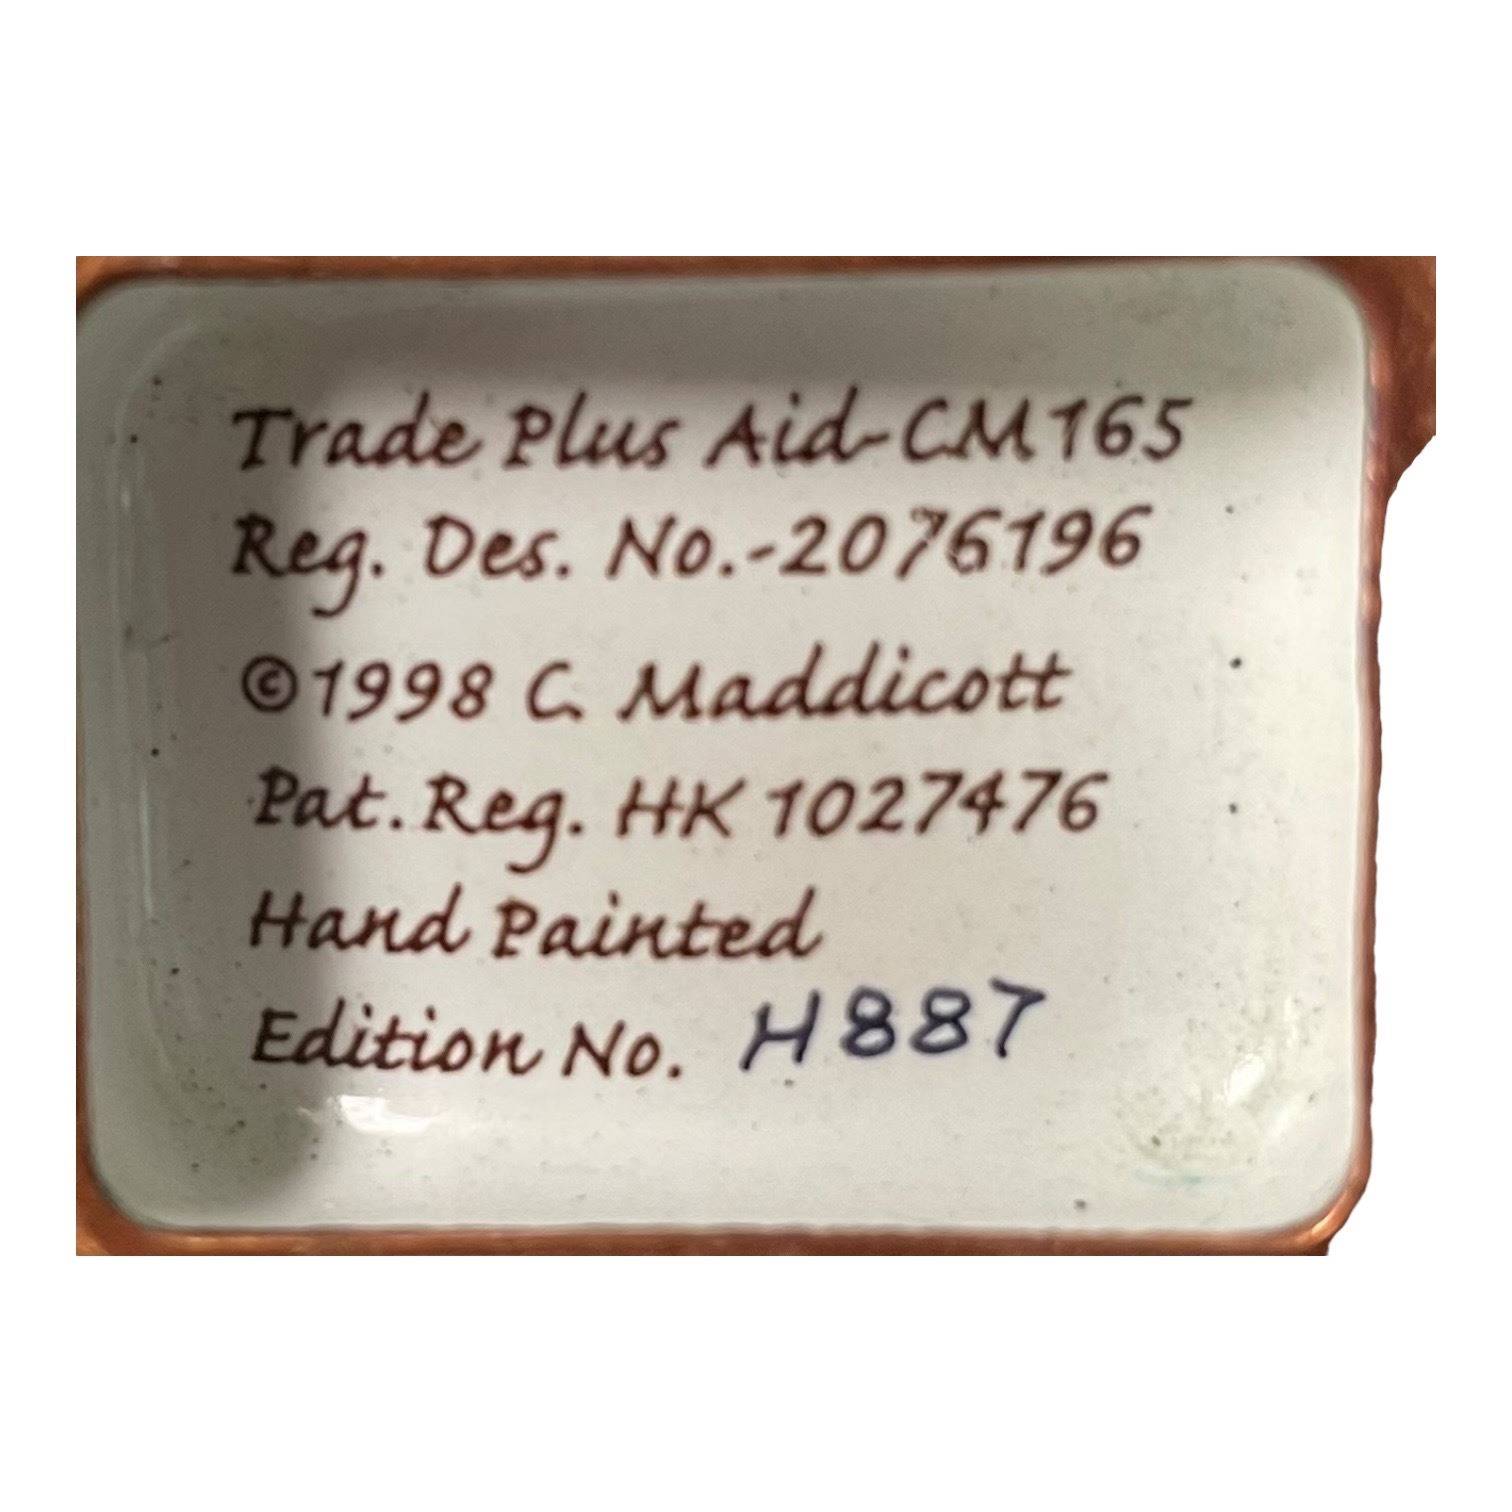 Trade Plus Aid-CM165
Reg. Des. No.-2076196
©1998 C. Maddicott
Pat. Reg. HK 1027476
Hand Painted
Edition No. H887